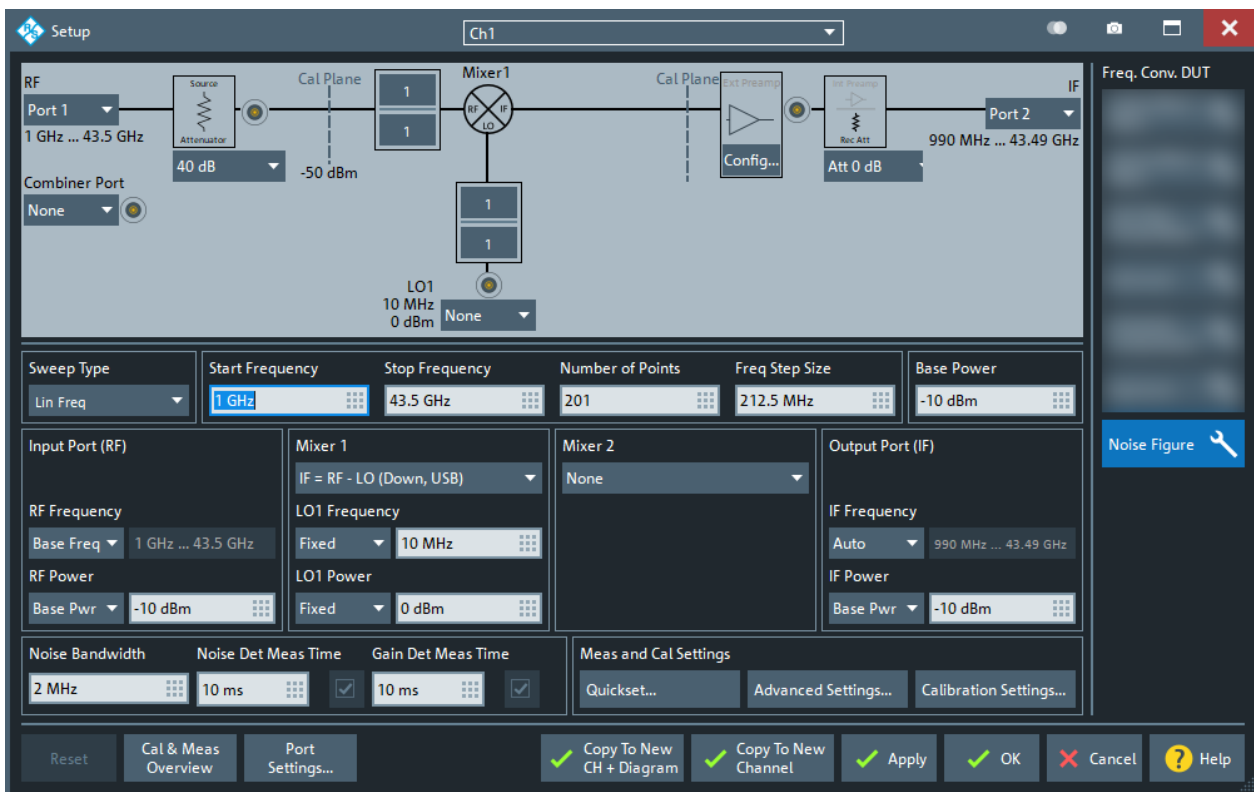 Setup
Ch1
RF
Port 1
1 GHz ... 43.5 GHz
Source
Attenuator
40 dB
Cal Plane
-50 dBm
1
1
Mixer1
RF
IF
LO
Cal Plane
Ext Preamp
Config...
Int Preamp
Rec Att
Att 0 dB
IF
Port 2
990 MHz ... 43.49 GHz
Combiner Port
None
1
1
LO1
10 MHz
0 dBm
None
Freq. Conv. DUT
Noise Figure
Sweep Type
Lin Freq
Start Frequency
1 GHz
Stop Frequency
43.5 GHz
Number of Points
201
Freq Step Size
212.5 MHz
Base Power
-10 dBm
Input Port (RF)
RF Frequency
Base Freq
1 GHz ... 43.5 GHz
RF Power
Base Pwr
-10 dBm
Mixer 1
IF = RF - LO (Down, USB)
LO1 Frequency
Fixed
10 MHz
LO1 Power
Fixed
0 dBm
Mixer 2
None
Output Port (IF)
IF Frequency
Auto
990 MHz ... 43.49 GHz
IF Power
Base Pwr
-10 dBm
Noise Bandwidth
2 MHz
Noise Det Meas Time
10 ms
Gain Det Meas Time
10 ms
Meas and Cal Settings
Quickset...
Advanced Settings...
Calibration Settings...
Reset
Cal & Meas
Overview
Port
Settings...
Copy To New
CH + Diagram
Copy To New
Channel
Apply
OK
Cancel
Help